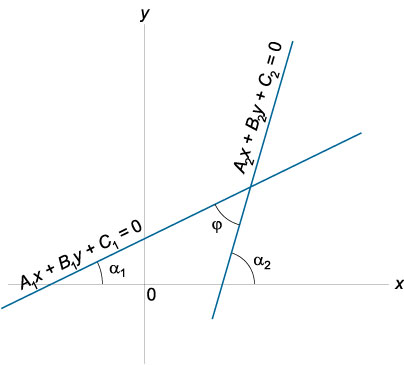 y
A₂x + B₂y + C₂ = 0
A₁x + B₁y + C₁ = 0
φ
α₁
α₂
0
x